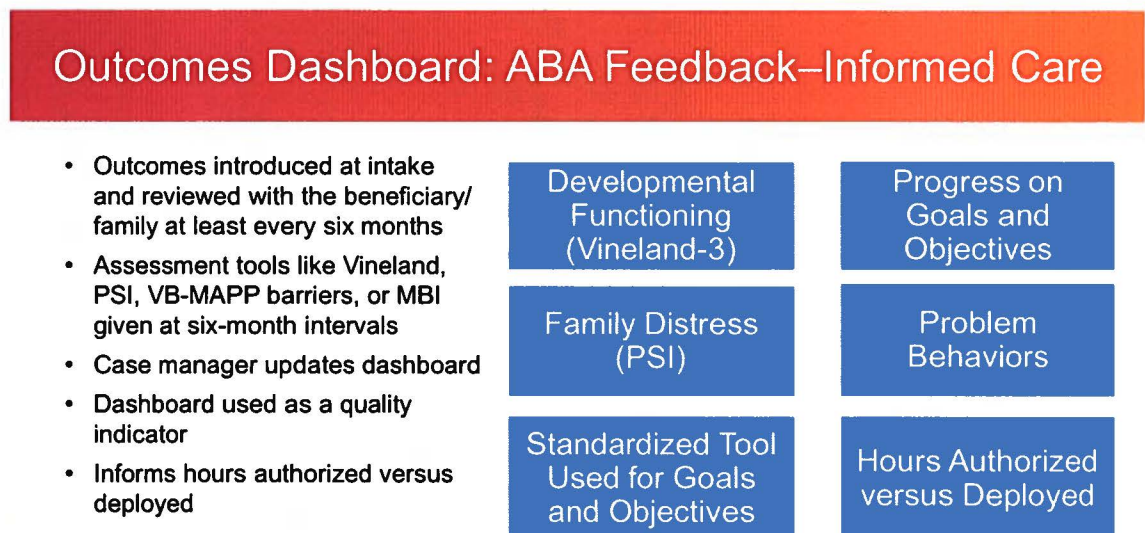 Outcomes Dashboard: ABA Feedback–Informed Care
• Outcomes introduced at intake
and reviewed with the beneficiary/
family at least every six months
• Assessment tools like Vineland,
PSI, VB-MAPP barriers, or MBI
given at six-month intervals
• Case manager updates dashboard
• Dashboard used as a quality
indicator
• Informs hours authorized versus
deployed
Developmental
Functioning
(Vineland-3)
Progress on
Goals and
Objectives
Family Distress
(PSI)
Problem
Behaviors
Standardized Tool
Used for Goals
and Objectives
Hours Authorized
versus Deployed